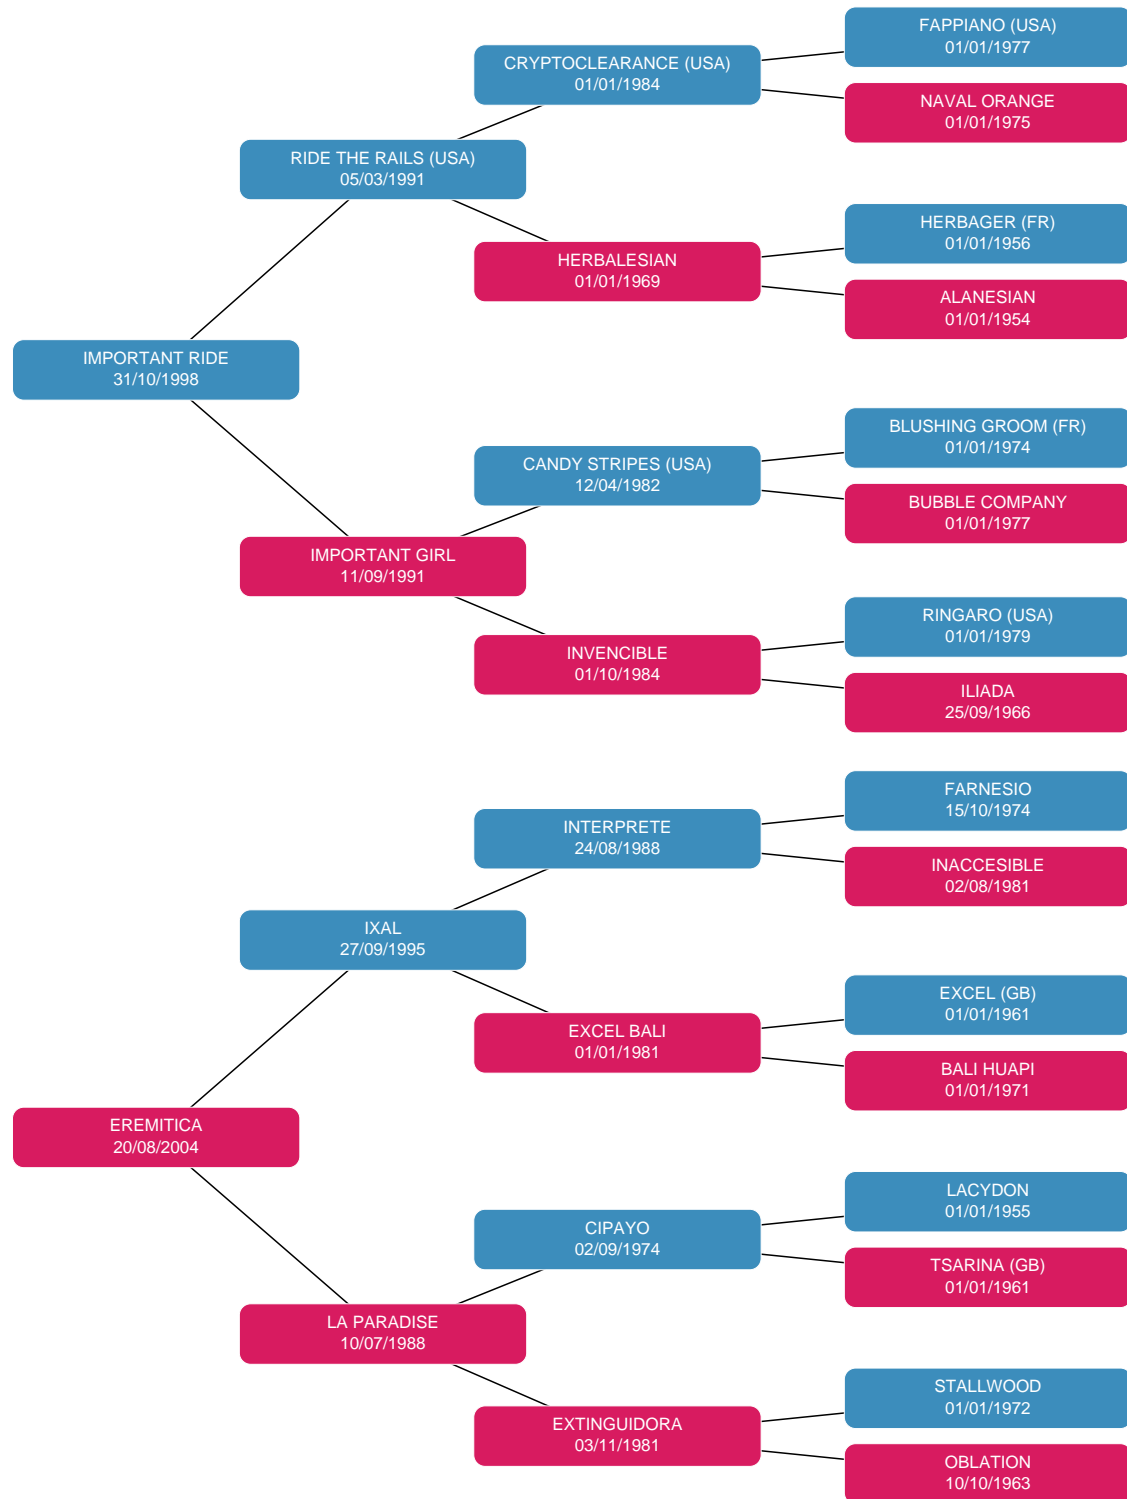 FAPPIANO (USA)
01/01/1977
CRYPTOCLEARANCE (USA)
01/01/1984
NAVAL ORANGE
01/01/1975
RIDE THE RAILS (USA)
05/03/1991
HERBAGER (FR)
01/01/1956
HERBALESIAN
01/01/1969
ALANESIAN
01/01/1954
IMPORTANT RIDE
31/10/1998
BLUSHING GROOM (FR)
01/01/1974
CANDY STRIPES (USA)
12/04/1982
BUBBLE COMPANY
01/01/1977
IMPORTANT GIRL
11/09/1991
RINGARO (USA)
01/01/1979
INVENCIBLE
01/10/1984
ILIADA
25/09/1966
FARNESIO
15/10/1974
INTERPRETE
24/08/1988
INACCESIBLE
02/08/1981
IXAL
27/09/1995
EXCEL (GB)
01/01/1961
EXCEL BALI
01/01/1981
BALI HUAPI
01/01/1971
EREMITICA
20/08/2004
LACYDON
01/01/1955
CIPAYO
02/09/1974
TSARINA (GB)
01/01/1961
LA PARADISE
10/07/1988
STALLWOOD
01/01/1972
EXTINGUIDORA
03/11/1981
OBLATION
10/10/1963